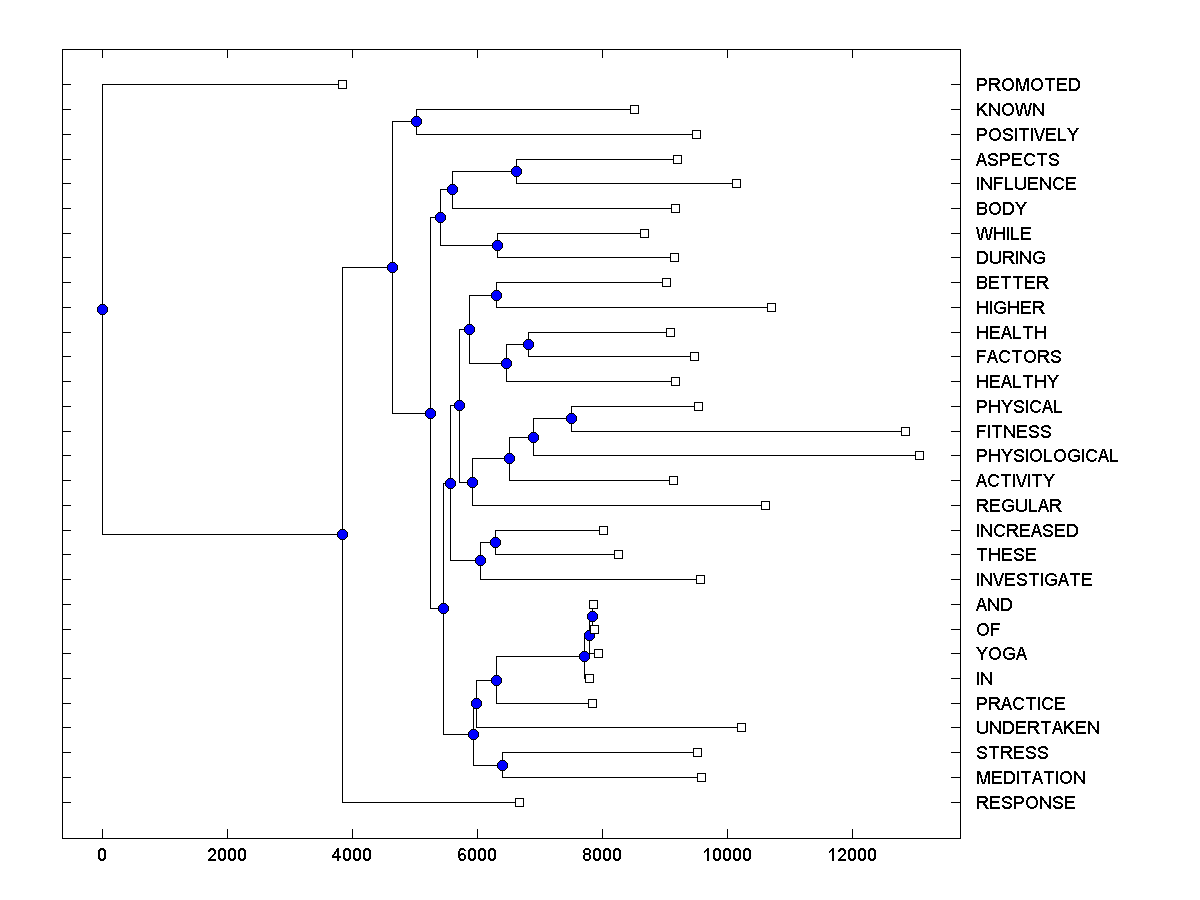 PROMOTED
KNOWN
POSITIVELY
ASPECTS
INFLUENCE
BODY
WHILE
DURING
BETTER
HIGHER
HEALTH
FACTORS
HEALTHY
PHYSICAL
FITNESS
PHYSIOLOGICAL
ACTIVITY
REGULAR
INCREASED
THESE
INVESTIGATE
AND
OF
YOGA
IN
PRACTICE
UNDERTAKEN
STRESS
MEDITATION
RESPONSE
0 2000 4000 6000 8000 10000 12000